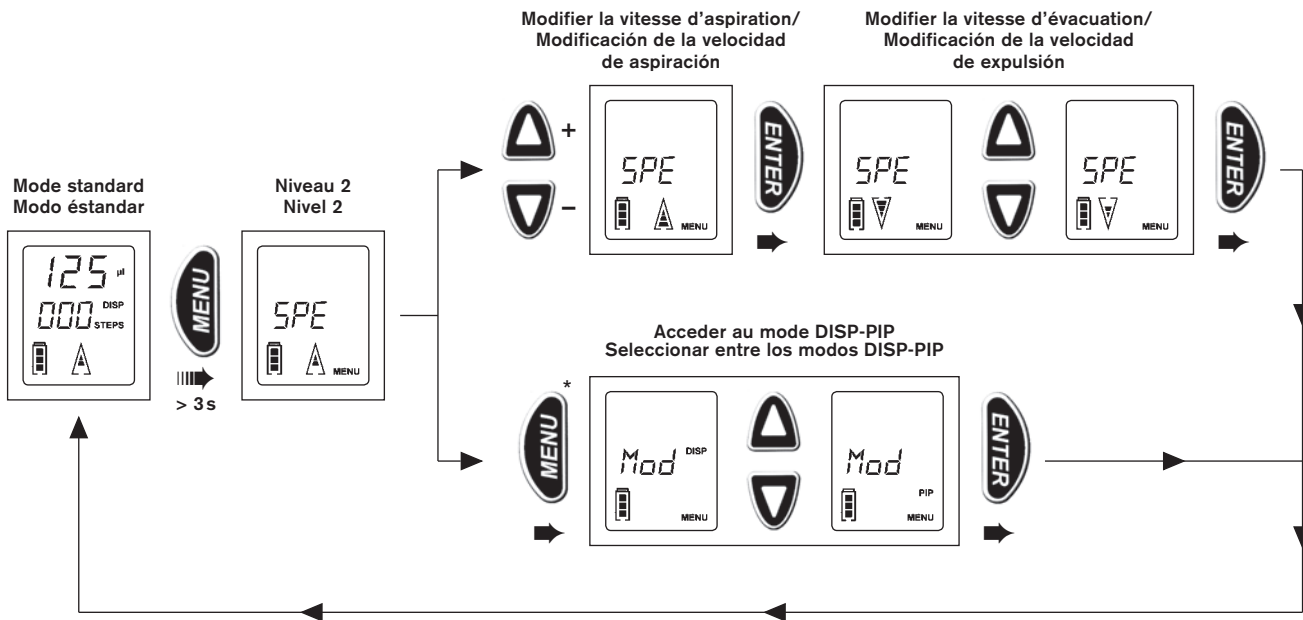 Modifier la vitesse d'aspiration/
Modificación de la velocidad
de aspiración
Modifier la vitesse d'évacuation/
Modificación de la velocidad
de expulsión
+
–
SPE
MENU
ENTER
SPE
MENU
SPE
MENU
ENTER
Mode standard
Modo éstandar
125 µl
000 DISP
STEPS
MENU
> 3 s
Niveau 2
Nivel 2
SPE
MENU
Acceder au mode DISP-PIP
Seleccionar entre los modos DISP-PIP
MENU
*
Mod DISP
MENU
Mod
PIP
MENU
ENTER